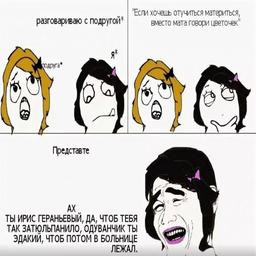 разговариваю с подругой*
Я*
подруга*
"Если хочешь отучиться материться,
вместо мата говори цветочек"
Представте
АХ
ТЫ ИРИС ГЕРАНЬЕВЫЙ, ДА, ЧТОБ ТЕБЯ
ТАК ЗАТЮЛЬПАНИЛО, ОДУВАНЧИК ТЫ
ЭДАКИЙ, ЧТОБ ПОТОМ В БОЛЬНИЦЕ
ЛЕЖАЛ.